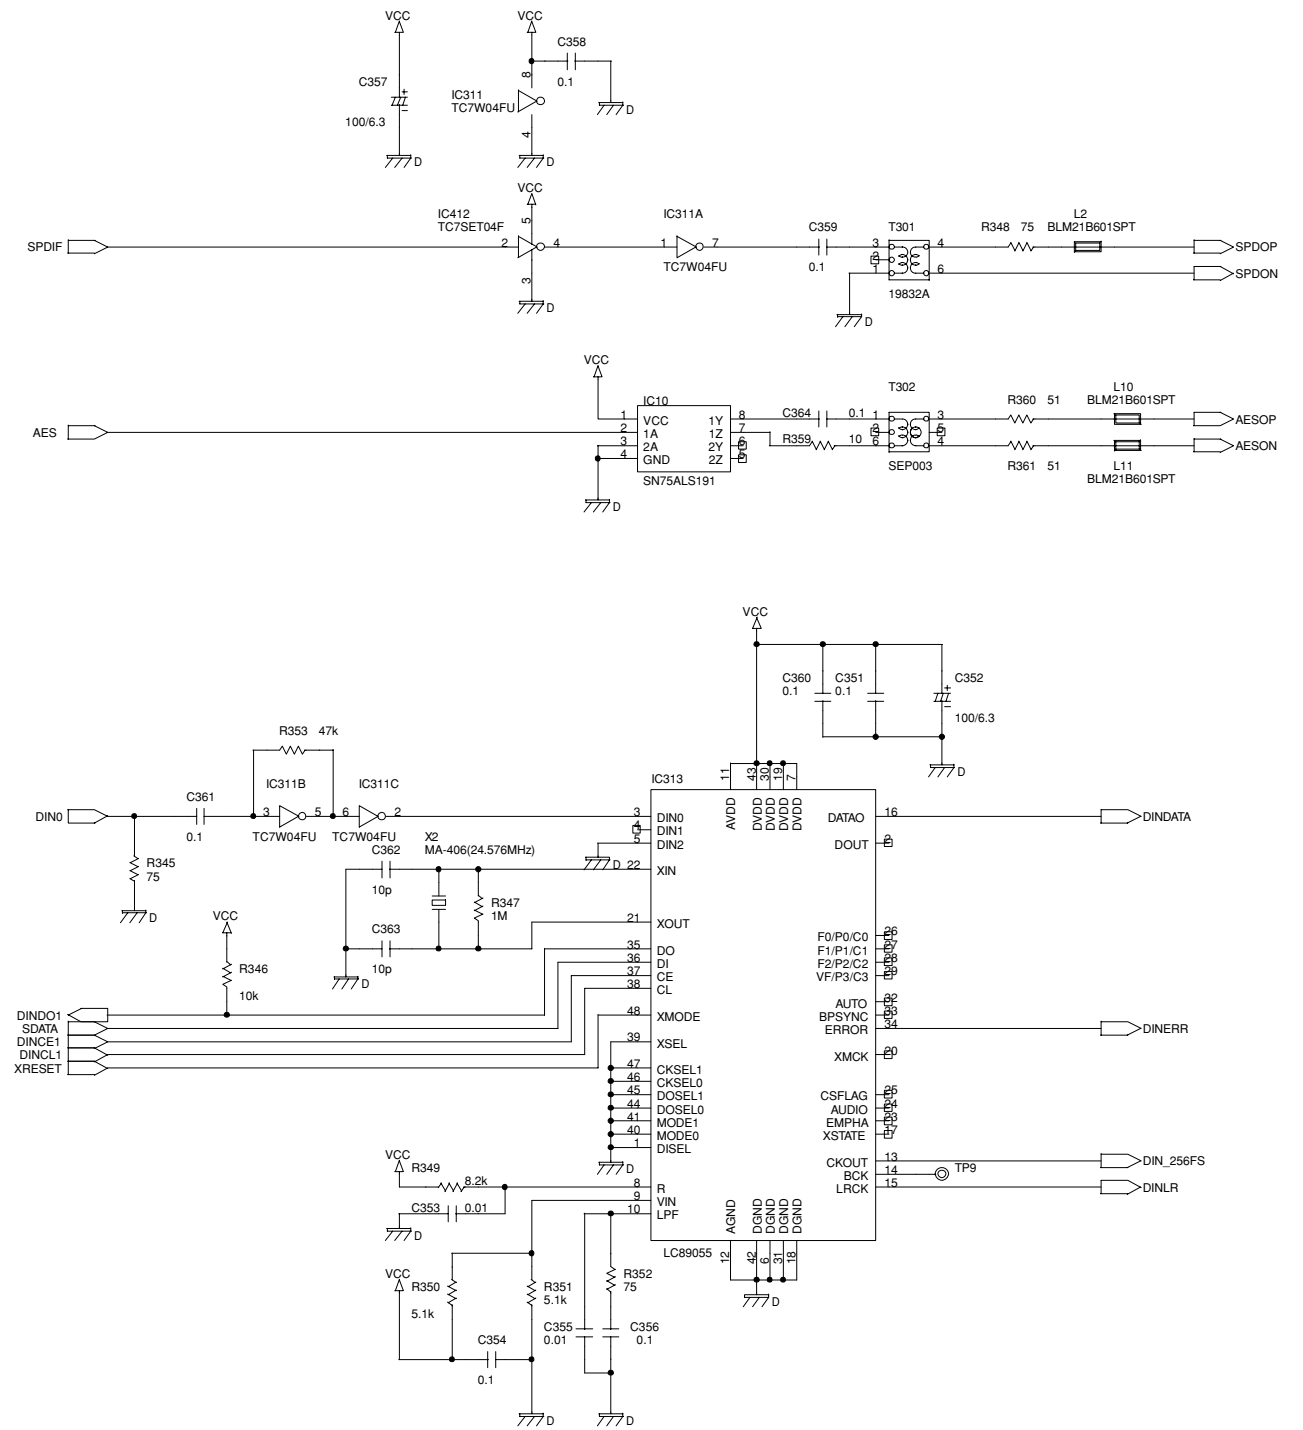 VCC
VCC
C358
0.1
D
C357
100/6.3
D
8
IC311
TC7W04FU
4
D
VCC
IC412
TC7SET04F
5
SPDIF
2
4
3
D
IC311A
1
7
TC7W04FU
C359
0.1
T301
3
2
1
4
6
19832A
D
R348 75
L2
BLM21B601SPT
SPDOP
SPDON
VCC
IC10
AES
1 VCC 1Y 8
2 1A 1Z 7
3 2A 2Y 6
4 GND 2Z 5
SN75ALS191
D
C364 0.1
R359 10
T302
1
2
6
3
5
4
SEP003
R360 51
L10
BLM21B601SPT
AESOP
R361 51
L11
BLM21B601SPT
AESON
VCC
C360
0.1
C351
0.1
C352
100/6.3
D
R353 47k
IC311B
IC311C
DIN0
C361
0.1
3
5
6
2
TC7W04FU
TC7W04FU
R345
75
D
X2
MA-406(24.576MHz)
C362
10p
R347
1M
C363
10p
D
D
VCC
R346
10k
DINDO1
SDATA
DINCE1
DINCL1
XRESET
IC313
11 43 30 19 7
AVDD DVDD DVDD DVDD DVDD
3 DIN0
4 DIN1
5 DIN2
22 XIN
21 XOUT
35 DO
36 DI
37 CE
38 CL
48 XMODE
39 XSEL
47 CKSEL1
46 CKSEL0
45 DOSEL1
44 DOSEL0
41 MODE1
40 MODE0
1 DISEL
D
8 R
9 VIN
10 LPF
DATAO 16
DINDATA
DOUT 2
F0/P0/C0 26
F1/P1/C1 27
F2/P2/C2 28
VF/P3/C3 29
AUTO 32
BPSYNC 33
ERROR 34
DINERR
XMCK 20
CSFLAG 25
AUDIO 24
EMPHA 23
XSTATE 17
CKOUT 13
DIN_256FS
BCK 14
TP9
LRCK 15
DINLR
AGND DGND DGND DGND DGND
LC89055
12 42 6 31 18
D
VCC
R349
8.2k
C353 0.01
D
VCC
R350
5.1k
R351
5.1k
C354
0.1
D
R352
75
C355
0.01
C356
0.1
D